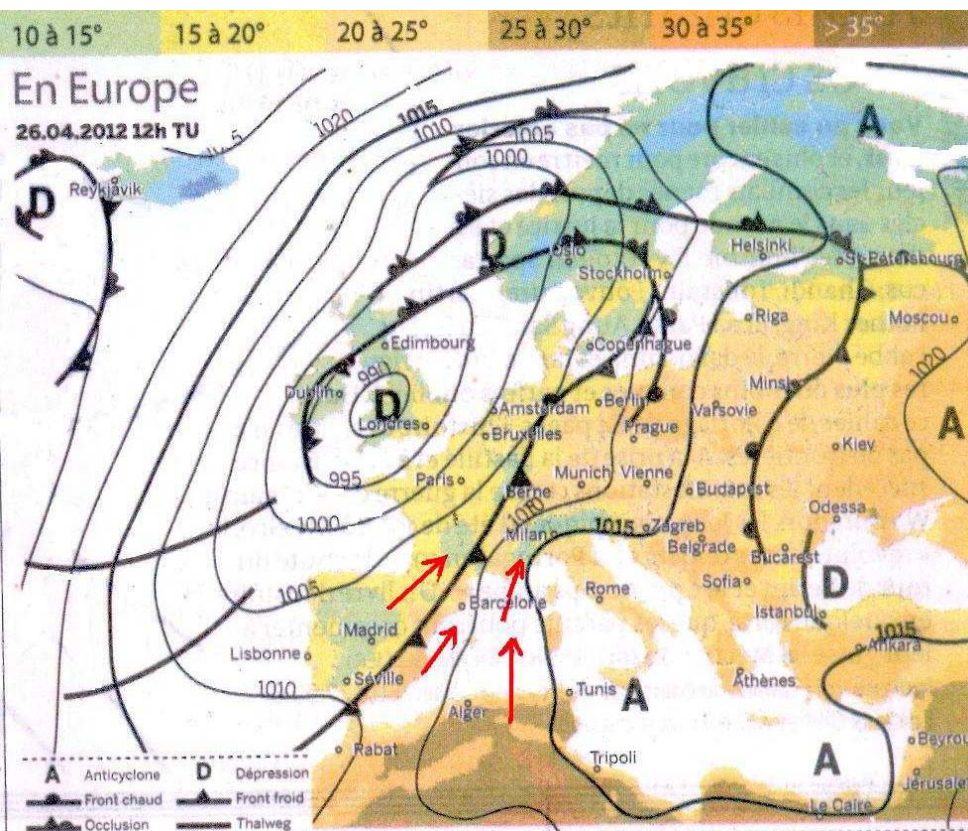 10 à 15°
15 à 20°
20 à 25°
25 à 30°
30 à 35°
> 35°
En Europe
26.04.2012 12h TU
1020
1015
1010
1005
1000
A
Reykjavik
D
D
Oslo
Helsinki
St-Pétersbourg
Stockholm
Riga
Moscou
Edimbourg
Copenhague
1020
990
Minsk
Dublin
D
Amsterdam
Berlin
Varsovie
Londres
Bruxelles
Prague
Kiev
A
995
Paris
Munich
Vienne
Berne
Budapest
1000
1010
Odessa
Milan
1015
Zagreb
Belgrade
Bucarest
1005
Rome
Sofia
D
Barcelone
Istanbul
Madrid
1015
Ankara
Lisbonne
Séville
Athènes
1010
Tunis
A
Alger
Rabat
Tripoli
A
Beyrou
Jérusale
Le Caire
A Anticyclone D Dépression
Front chaud Front froid
Occlusion Thalweg